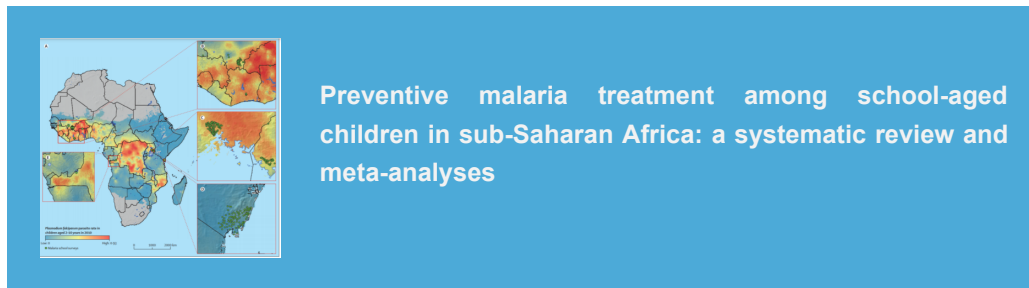 Preventive malaria treatment among school-aged
children in sub-Saharan Africa: a systematic review and
meta-analyses